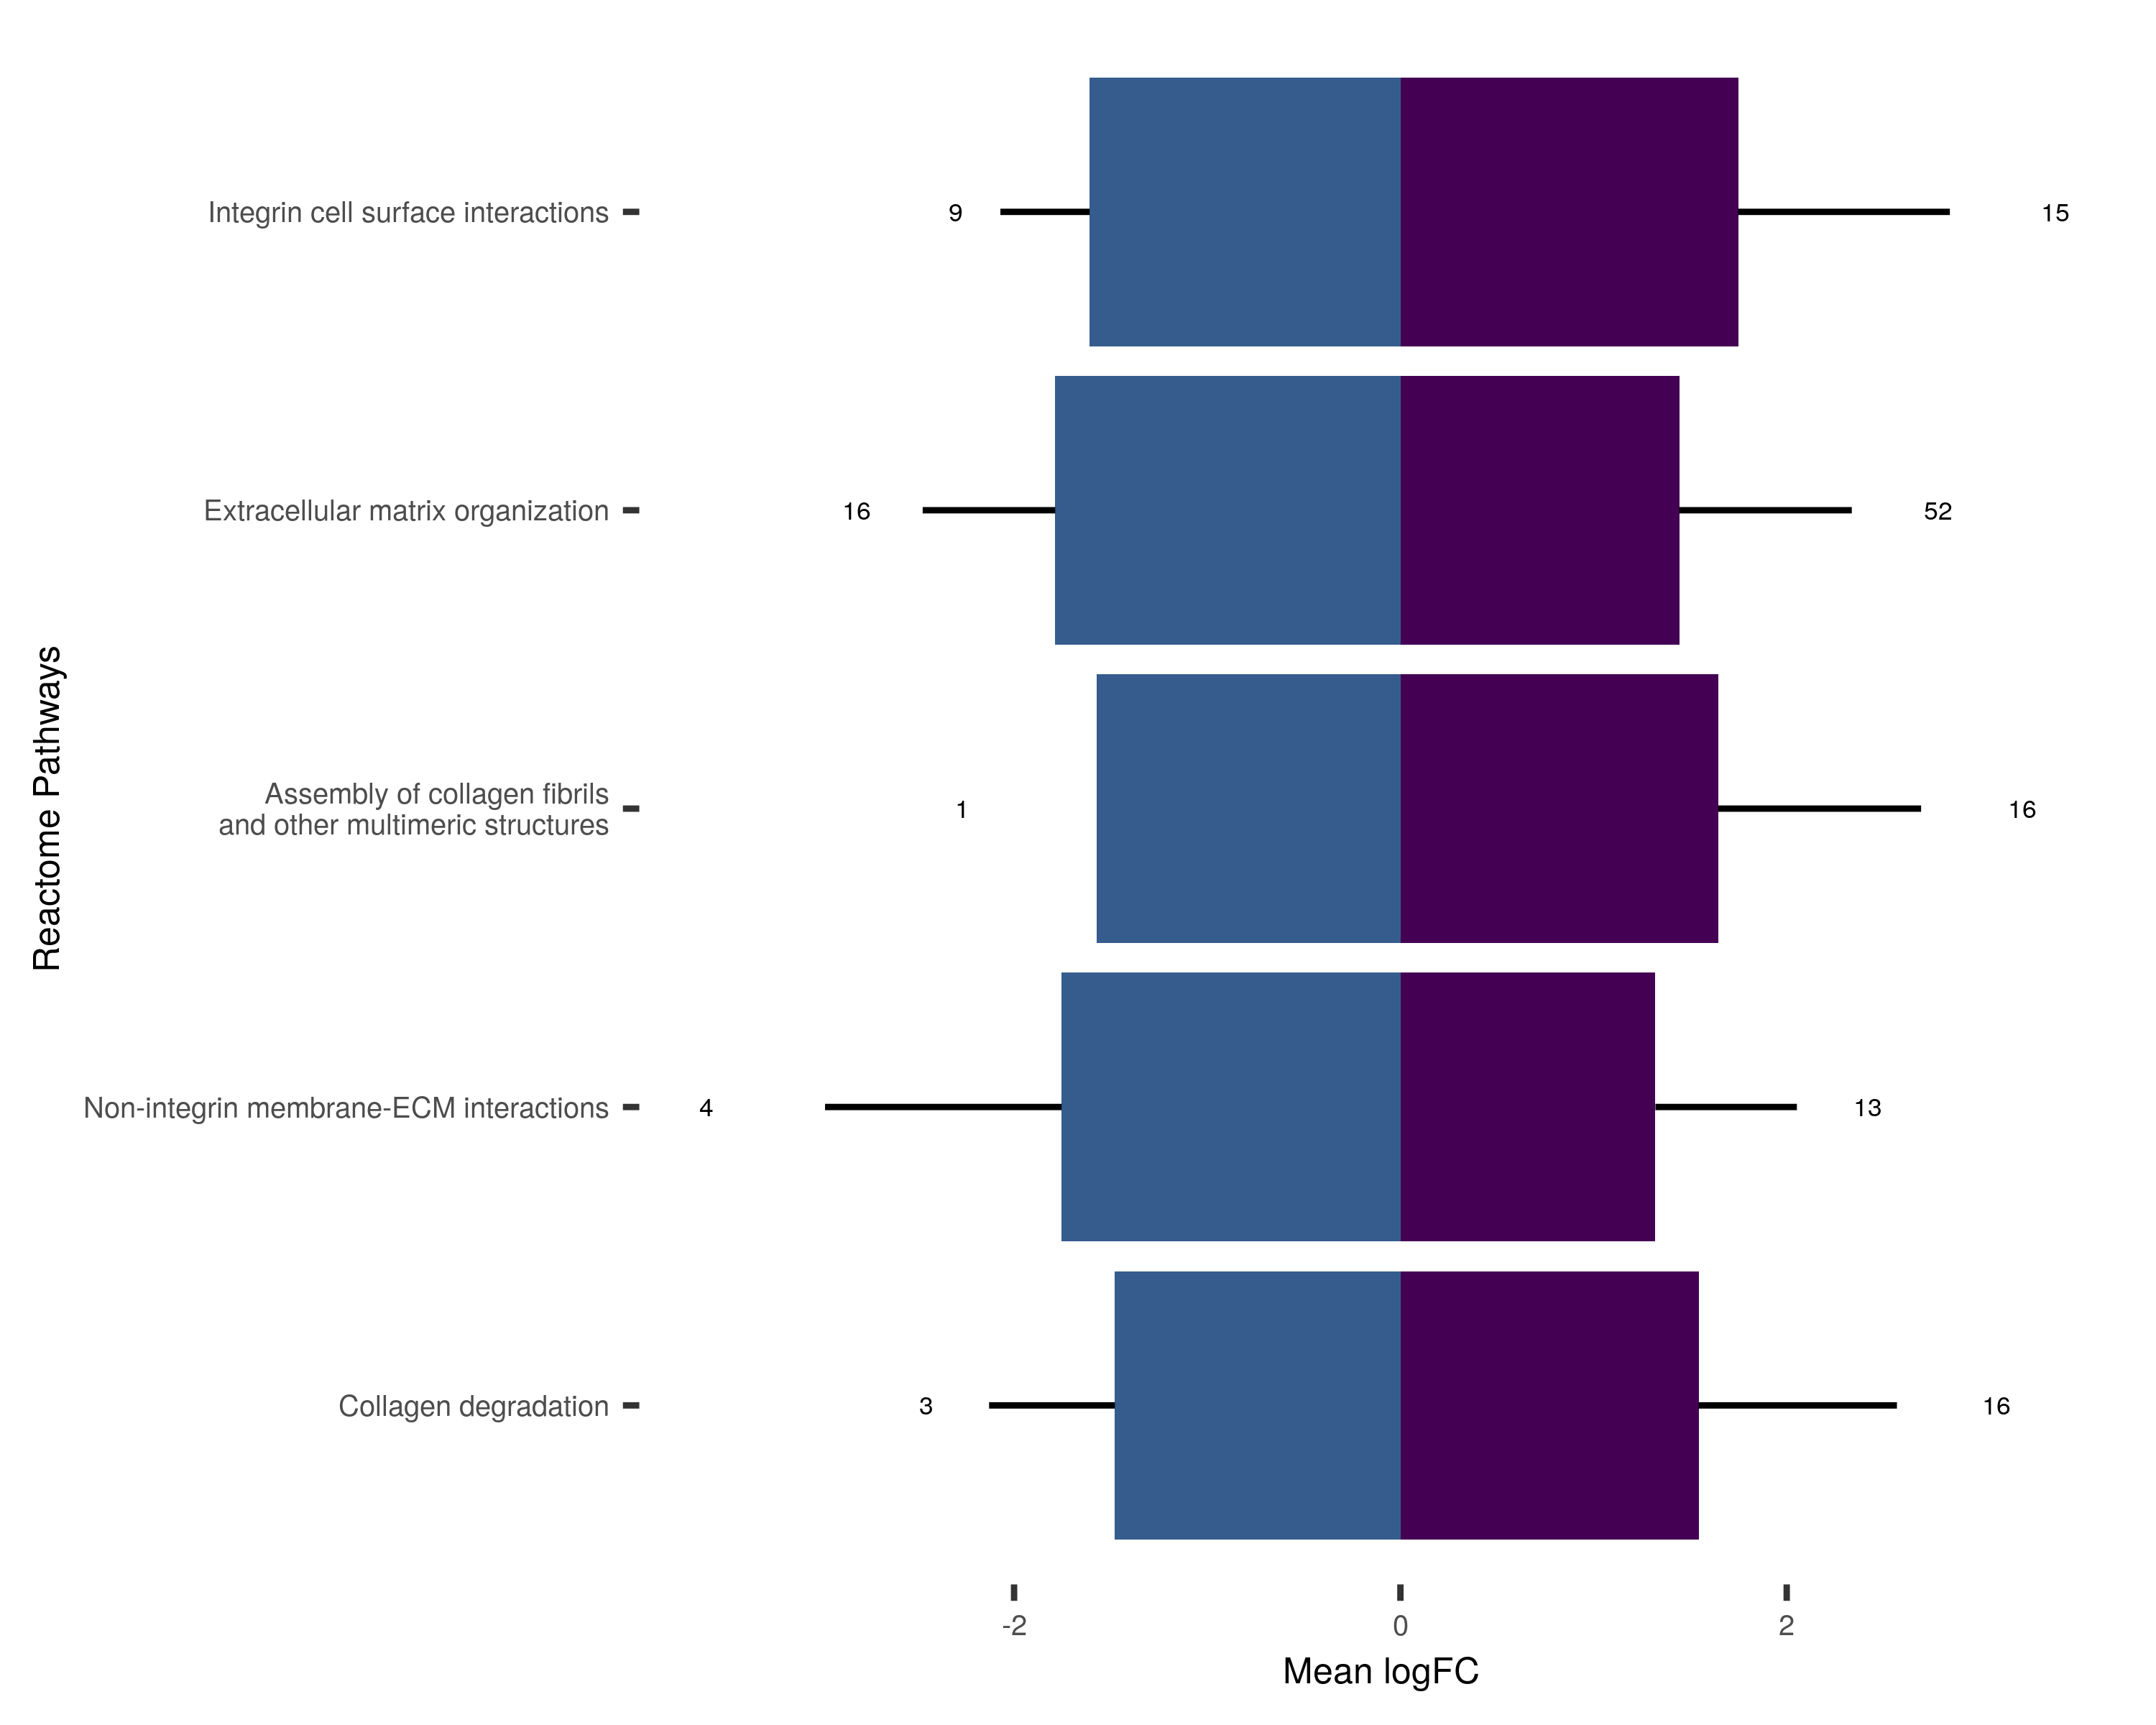 Reactome Pathways
Integrin cell surface interactions
9
15
Extracellular matrix organization
16
52
Assembly of collagen fibrils
and other multimeric structures
1
16
Non-integrin membrane-ECM interactions
4
13
Collagen degradation
3
16
-2
0
2
Mean logFC